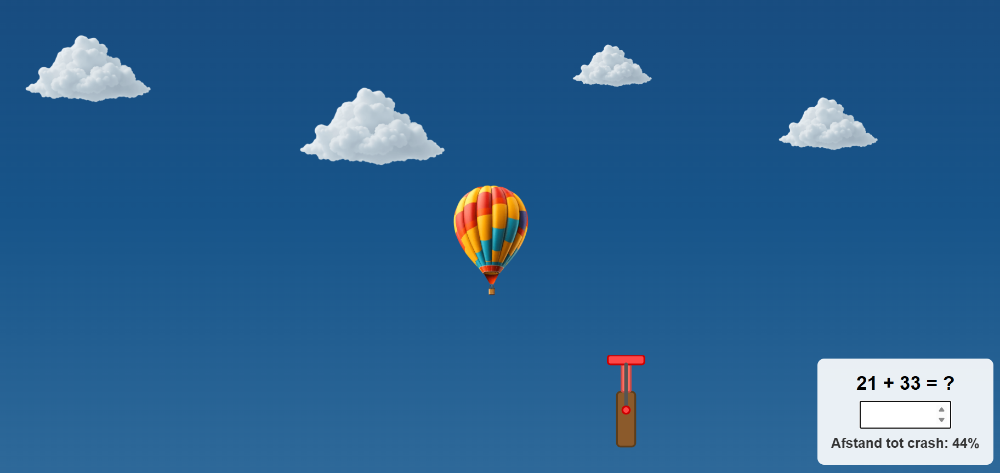 21 + 33 = ?
Afstand tot crash: 44%